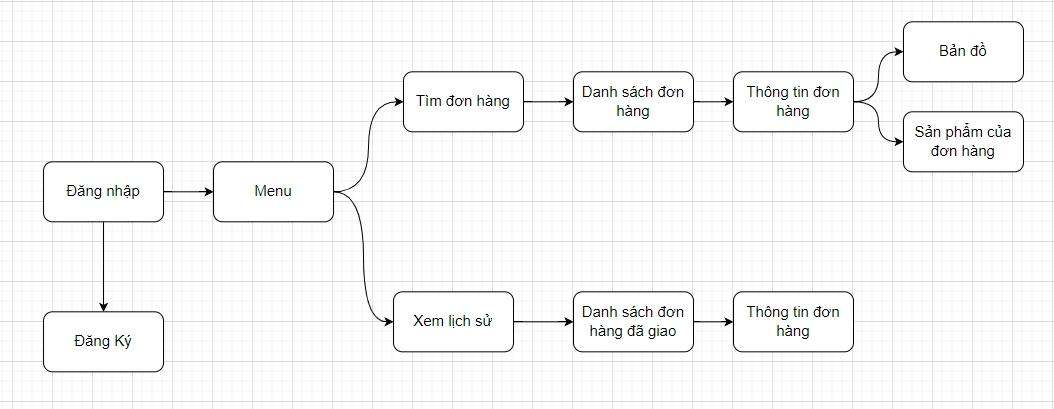 Bản đồ
Tìm đơn hàng
Danh sách đơn
hàng
Thông tin đơn
hàng
Sản phẩm của
đơn hàng
Đăng nhập
Menu
Đăng Ký
Xem lịch sử
Danh sách đơn
hàng đã giao
Thông tin đơn
hàng